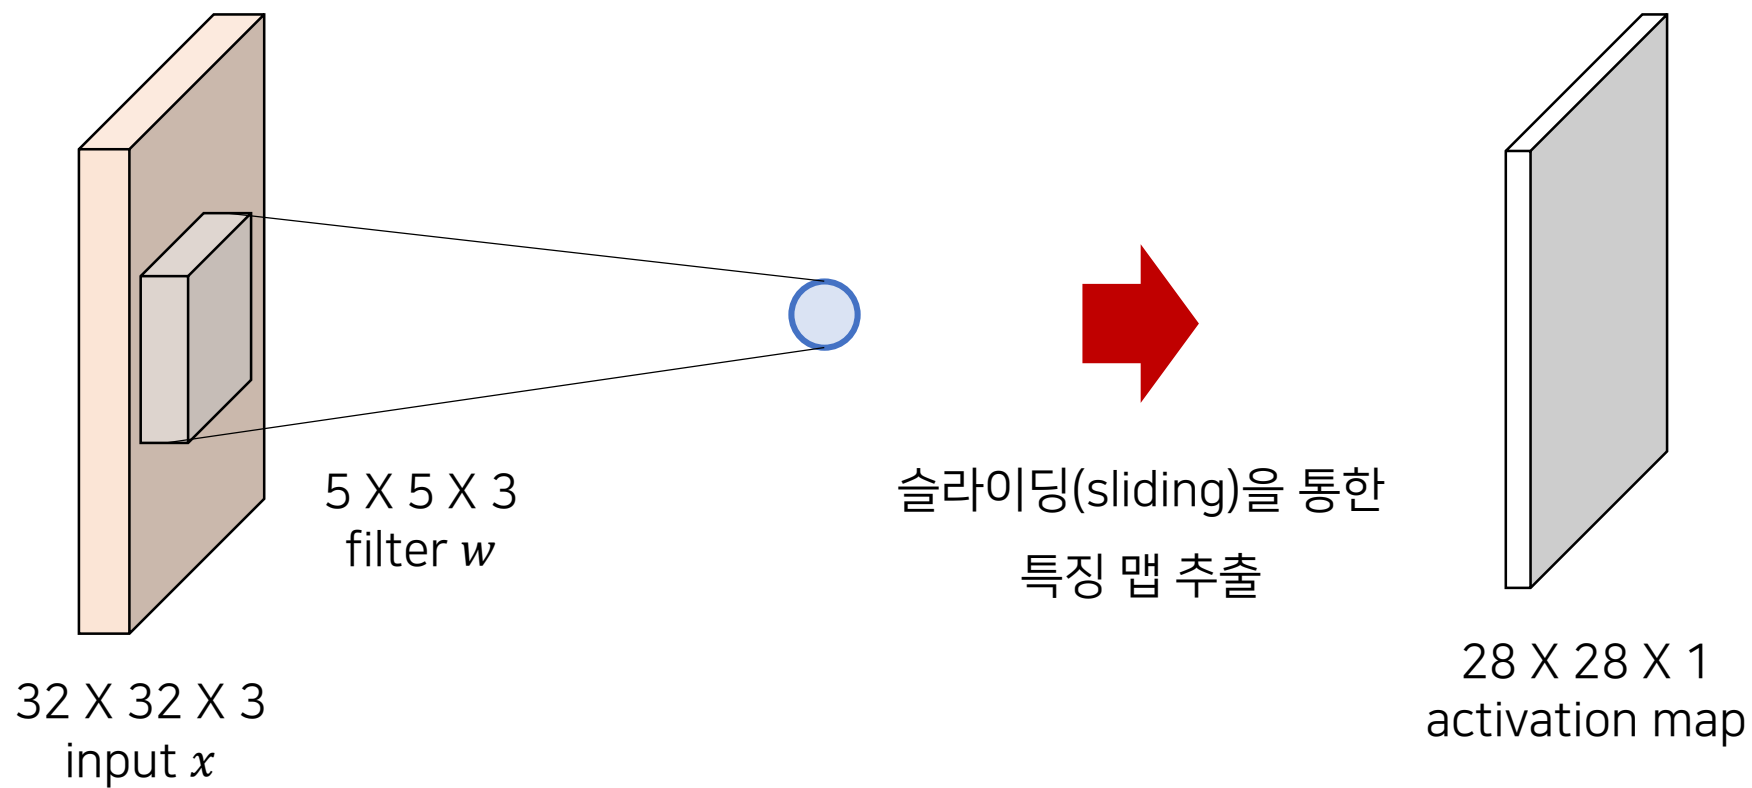 5 X 5 X 3
filter w
슬라이딩(sliding)을 통한
특징 맵 추출
32 X 32 X 3
input x
28 X 28 X 1
activation map